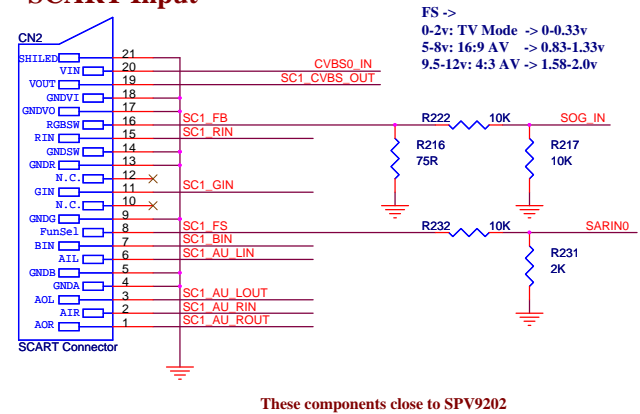 SCART Input
FS ->
0-2v: TV Mode -> 0-0.33v
5-8v: 16:9 AV -> 0.83-1.33v
9.5-12v: 4:3 AV -> 1.58-2.0v
CN2
SHILED 21
VIN 20 CVBS0_IN
VOUT 19 SC1_CVBS_OUT
GNDVI 18
GNDVO 17
RGBSW 16 SC1_FB R222 10K SOG_IN
RIN 15 SC1_RIN
GNDSW 14
GNDR 13
N.C. 12
GIN 11 SC1_GIN
N.C. 10
GNDG 9
FunSel 8 SC1_FS R232 10K SARIN0
BIN 7 SC1_BIN
AIL 6 SC1_AU_LIN
GNDB 5
GNDA 4
AOL 3 SC1_AU_LOUT
AIR 2 SC1_AU_RIN
AOR 1 SC1_AU_ROUT
R216
75R
R217
10K
R231
2K
SCART Connector
These components close to SPV9202